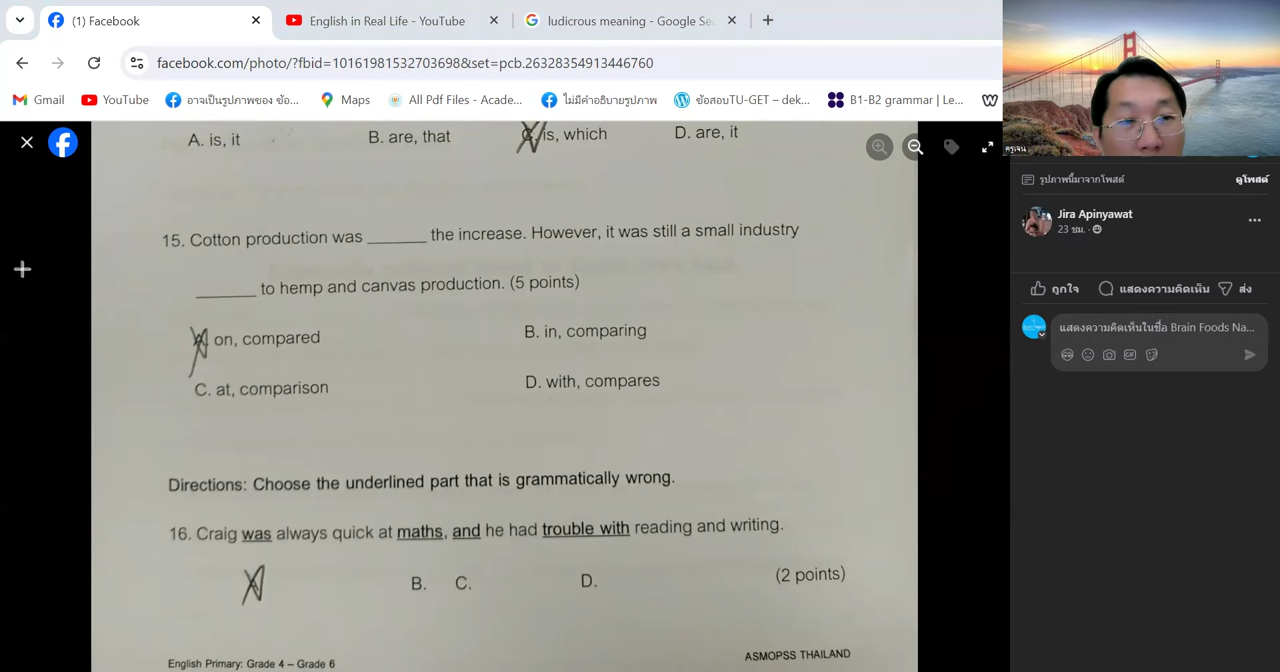 (1) Facebook
English in Real Life - YouTube
ludicrous meaning - Google Se
facebook.com/photo/?fbid=10161981532703698&set=pcb.26328354913446760
Gmail
YouTube
อาจเป็นรูปภาพของ ข้อ...
Maps
All Pdf Files - Acade...
ไม่มีคำอธิบายรูปภาพ
ข้อสอบTU-GET – dek...
B1-B2 grammar | Le...
ครูเจน
A. is, it
B. are, that
C. is, which
D. are, it
15. Cotton production was ______ the increase. However, it was still a small industry
______ to hemp and canvas production. (5 points)
A. on, compared
B. in, comparing
C. at, comparison
D. with, compares
Directions: Choose the underlined part that is grammatically wrong.
16. Craig was always quick at maths, and he had trouble with reading and writing.
A. B. C. D. (2 points)
English Primary: Grade 4 – Grade 6
ASMOPSS THAILAND
รูปภาพนี้มาจากโพสต์
ดูโพสต์
Jira Apinyawat
23 ชม.
ถูกใจ
แสดงความคิดเห็น
ส่ง
แสดงความคิดเห็นในชื่อ Brain Foods Na...